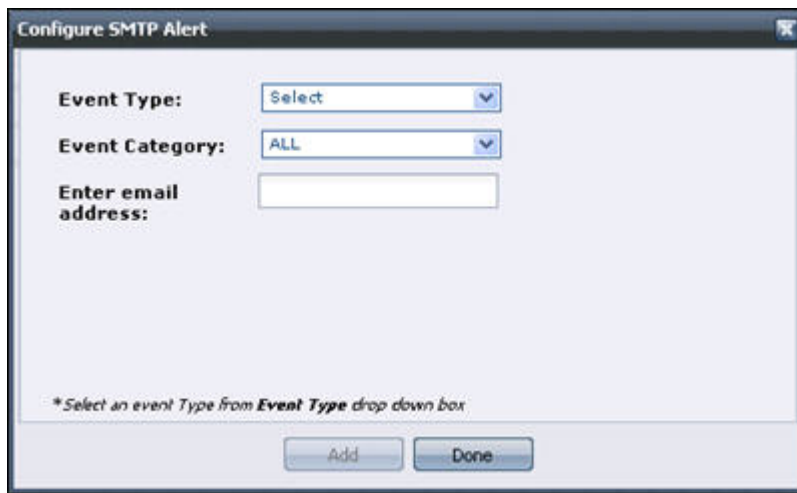 Configure SMTP Alert
Event Type: Select
Event Category: ALL
Enter email
address:
*Select an event Type from Event Type drop down box
Add Done